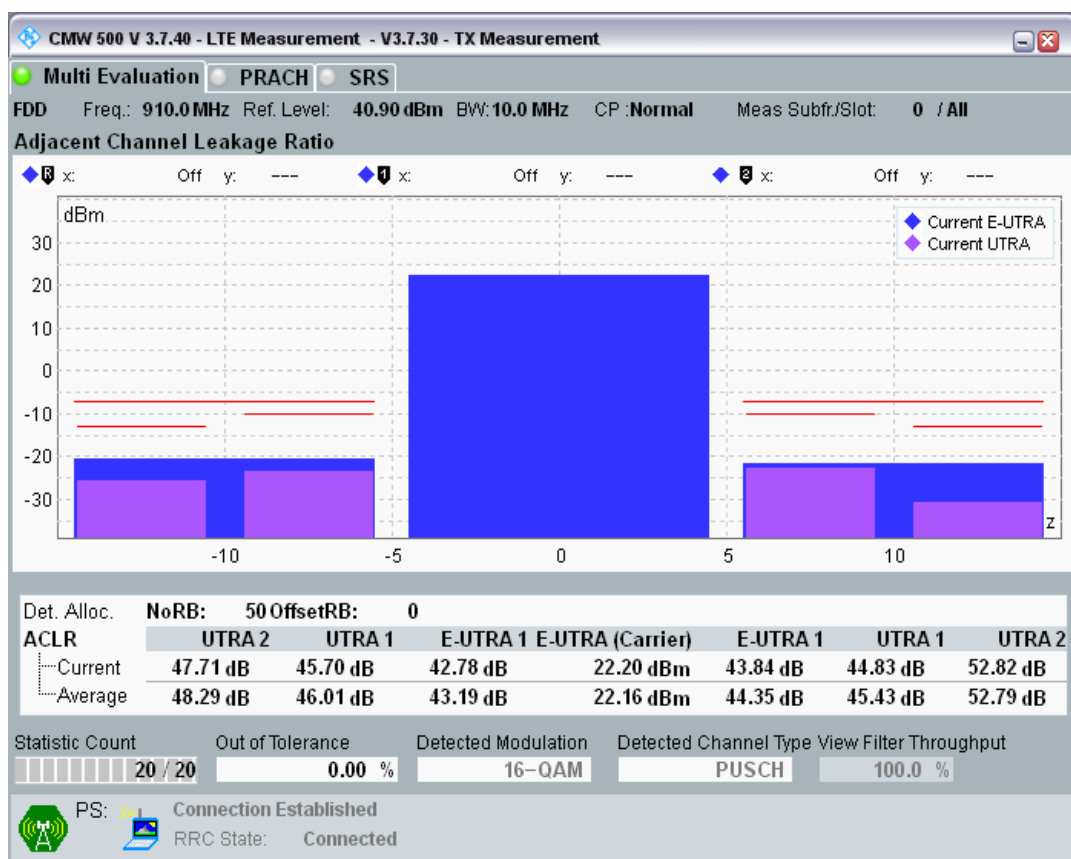 CMW 500 V 3.7.40 - LTE Measurement - V3.7.30 - TX Measurement
Multi Evaluation PRACH SRS
FDD Freq.: 910.0 MHz Ref. Level: 40.90 dBm BW: 10.0 MHz CP :Normal Meas Subfr./Slot: 0 / All
Adjacent Channel Leakage Ratio
R x: Off y: --- 1 x: Off y: --- 2 x: Off y: ---
dBm
Current E-UTRA
Current UTRA
30
20
10
0
-10
-20
-30
z
-10 -5 0 5 10
Det. Alloc. NoRB: 50 OffsetRB: 0
ACLR UTRA 2 UTRA 1 E-UTRA 1 E-UTRA (Carrier) E-UTRA 1 UTRA 1 UTRA 2
Current 47.71 dB 45.70 dB 42.78 dB 22.20 dBm 43.84 dB 44.83 dB 52.82 dB
Average 48.29 dB 46.01 dB 43.19 dB 22.16 dBm 44.35 dB 45.43 dB 52.79 dB
Statistic Count Out of Tolerance Detected Modulation Detected Channel Type View Filter Throughput
20 / 20 0.00 % 16-QAM PUSCH 100.0 %
PS: Connection Established
RRC State: Connected